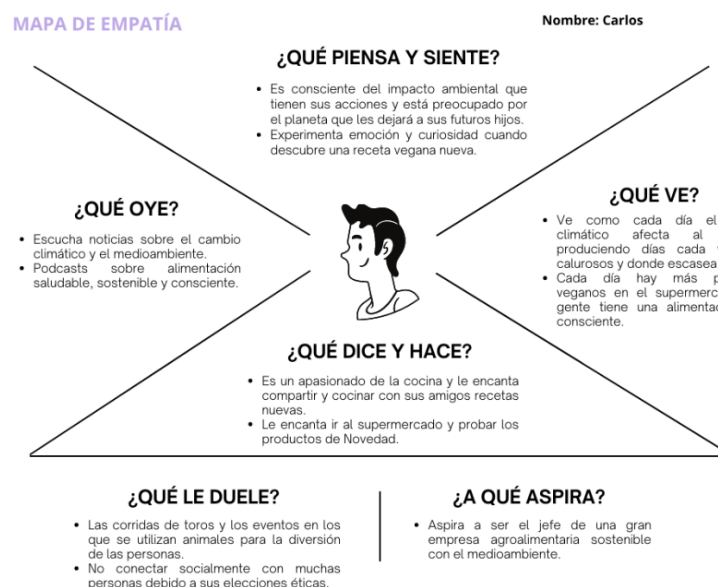 MAPA DE EMPATÍA
Nombre: Carlos
¿QUÉ PIENSA Y SIENTE?
• Es consciente del impacto ambiental que
tienen sus acciones y está preocupado por
el planeta que les dejará a sus futuros hijos.
• Experimenta emoción y curiosidad cuando
descubre una receta vegana nueva.
¿QUÉ OYE?
• Escucha noticias sobre el cambio
climático y el medioambiente.
• Podcasts sobre alimentación
saludable, sostenible y consciente.
¿QUÉ VE?
• Ve como cada día el
climático afecta al
produciendo días cada
calurosos y donde escasea
• Cada día hay más
veganos en el
gente tiene una
consciente.
¿QUÉ DICE Y HACE?
• Es un apasionado de la cocina y le encanta
compartir y cocinar con sus amigos recetas
nuevas.
• Le encanta ir al supermercado y probar los
productos de Novedad.
¿QUÉ LE DUELE?
• Las corridas de toros y los eventos en los
que se utilizan animales para la diversión
de las personas.
• No conectar socialmente con muchas
personas debido a sus elecciones éticas.
¿A QUÉ ASPIRA?
• Aspira a ser el jefe de una gran
empresa agroalimentaria sostenible
con el medioambiente.